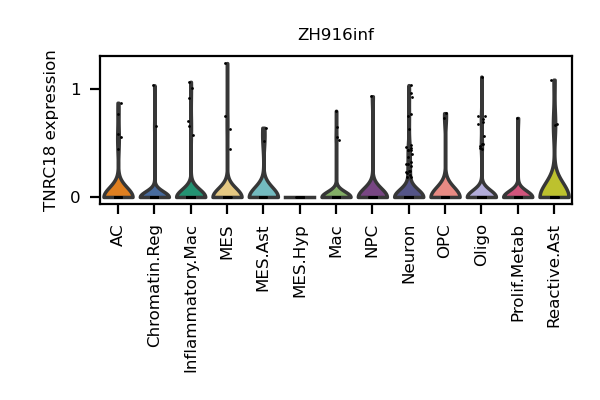 ZH916inf
TNRC18 expression
1
0
AC
Chromatin.Reg
Inflammatory.Mac
MES
MES.Ast
MES.Hyp
Mac
NPC
Neuron
OPC
Oligo
Prolif.Metab
Reactive.Ast